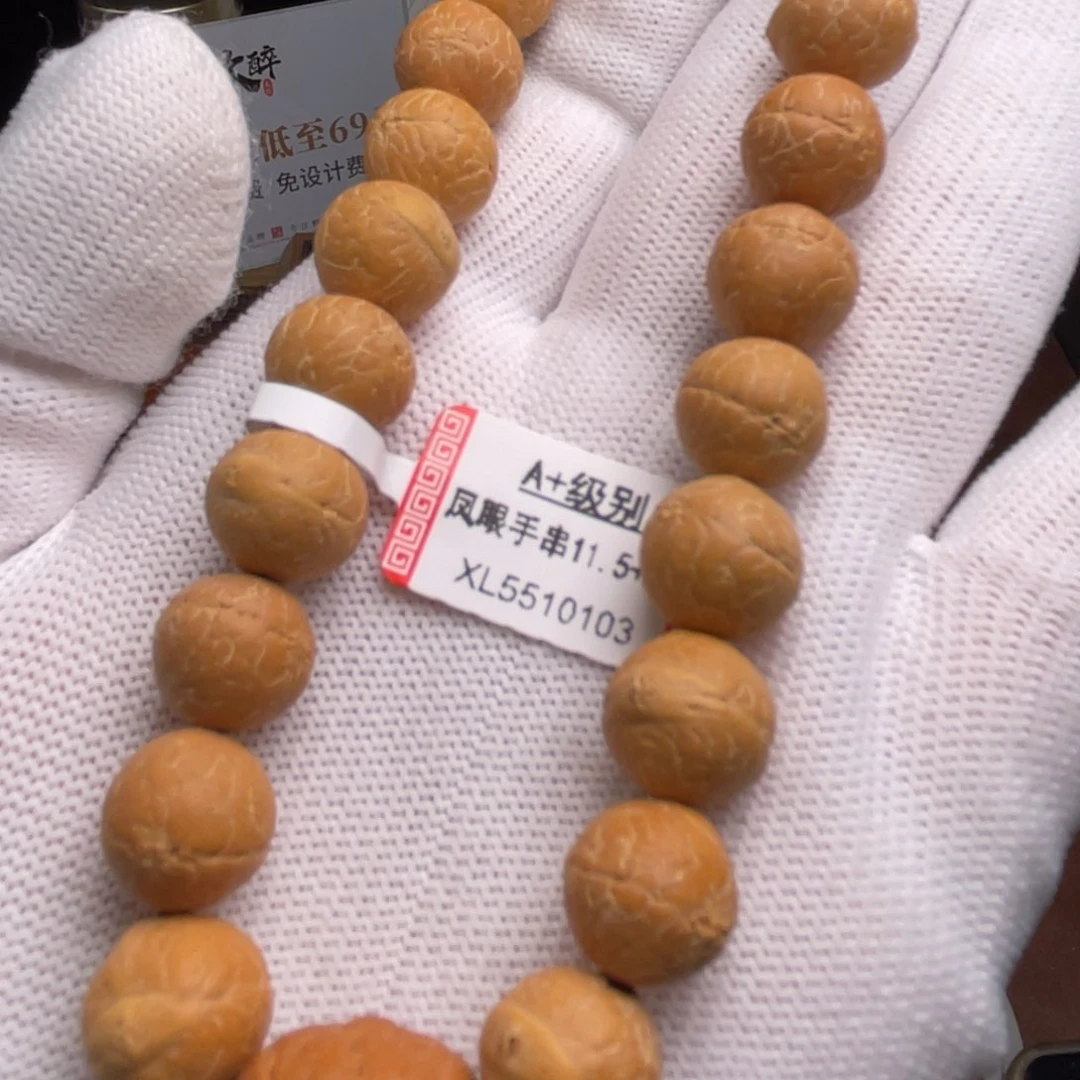 醉
低至69
免设计费
A+级别
凤眼手串11.5+
XL5510103